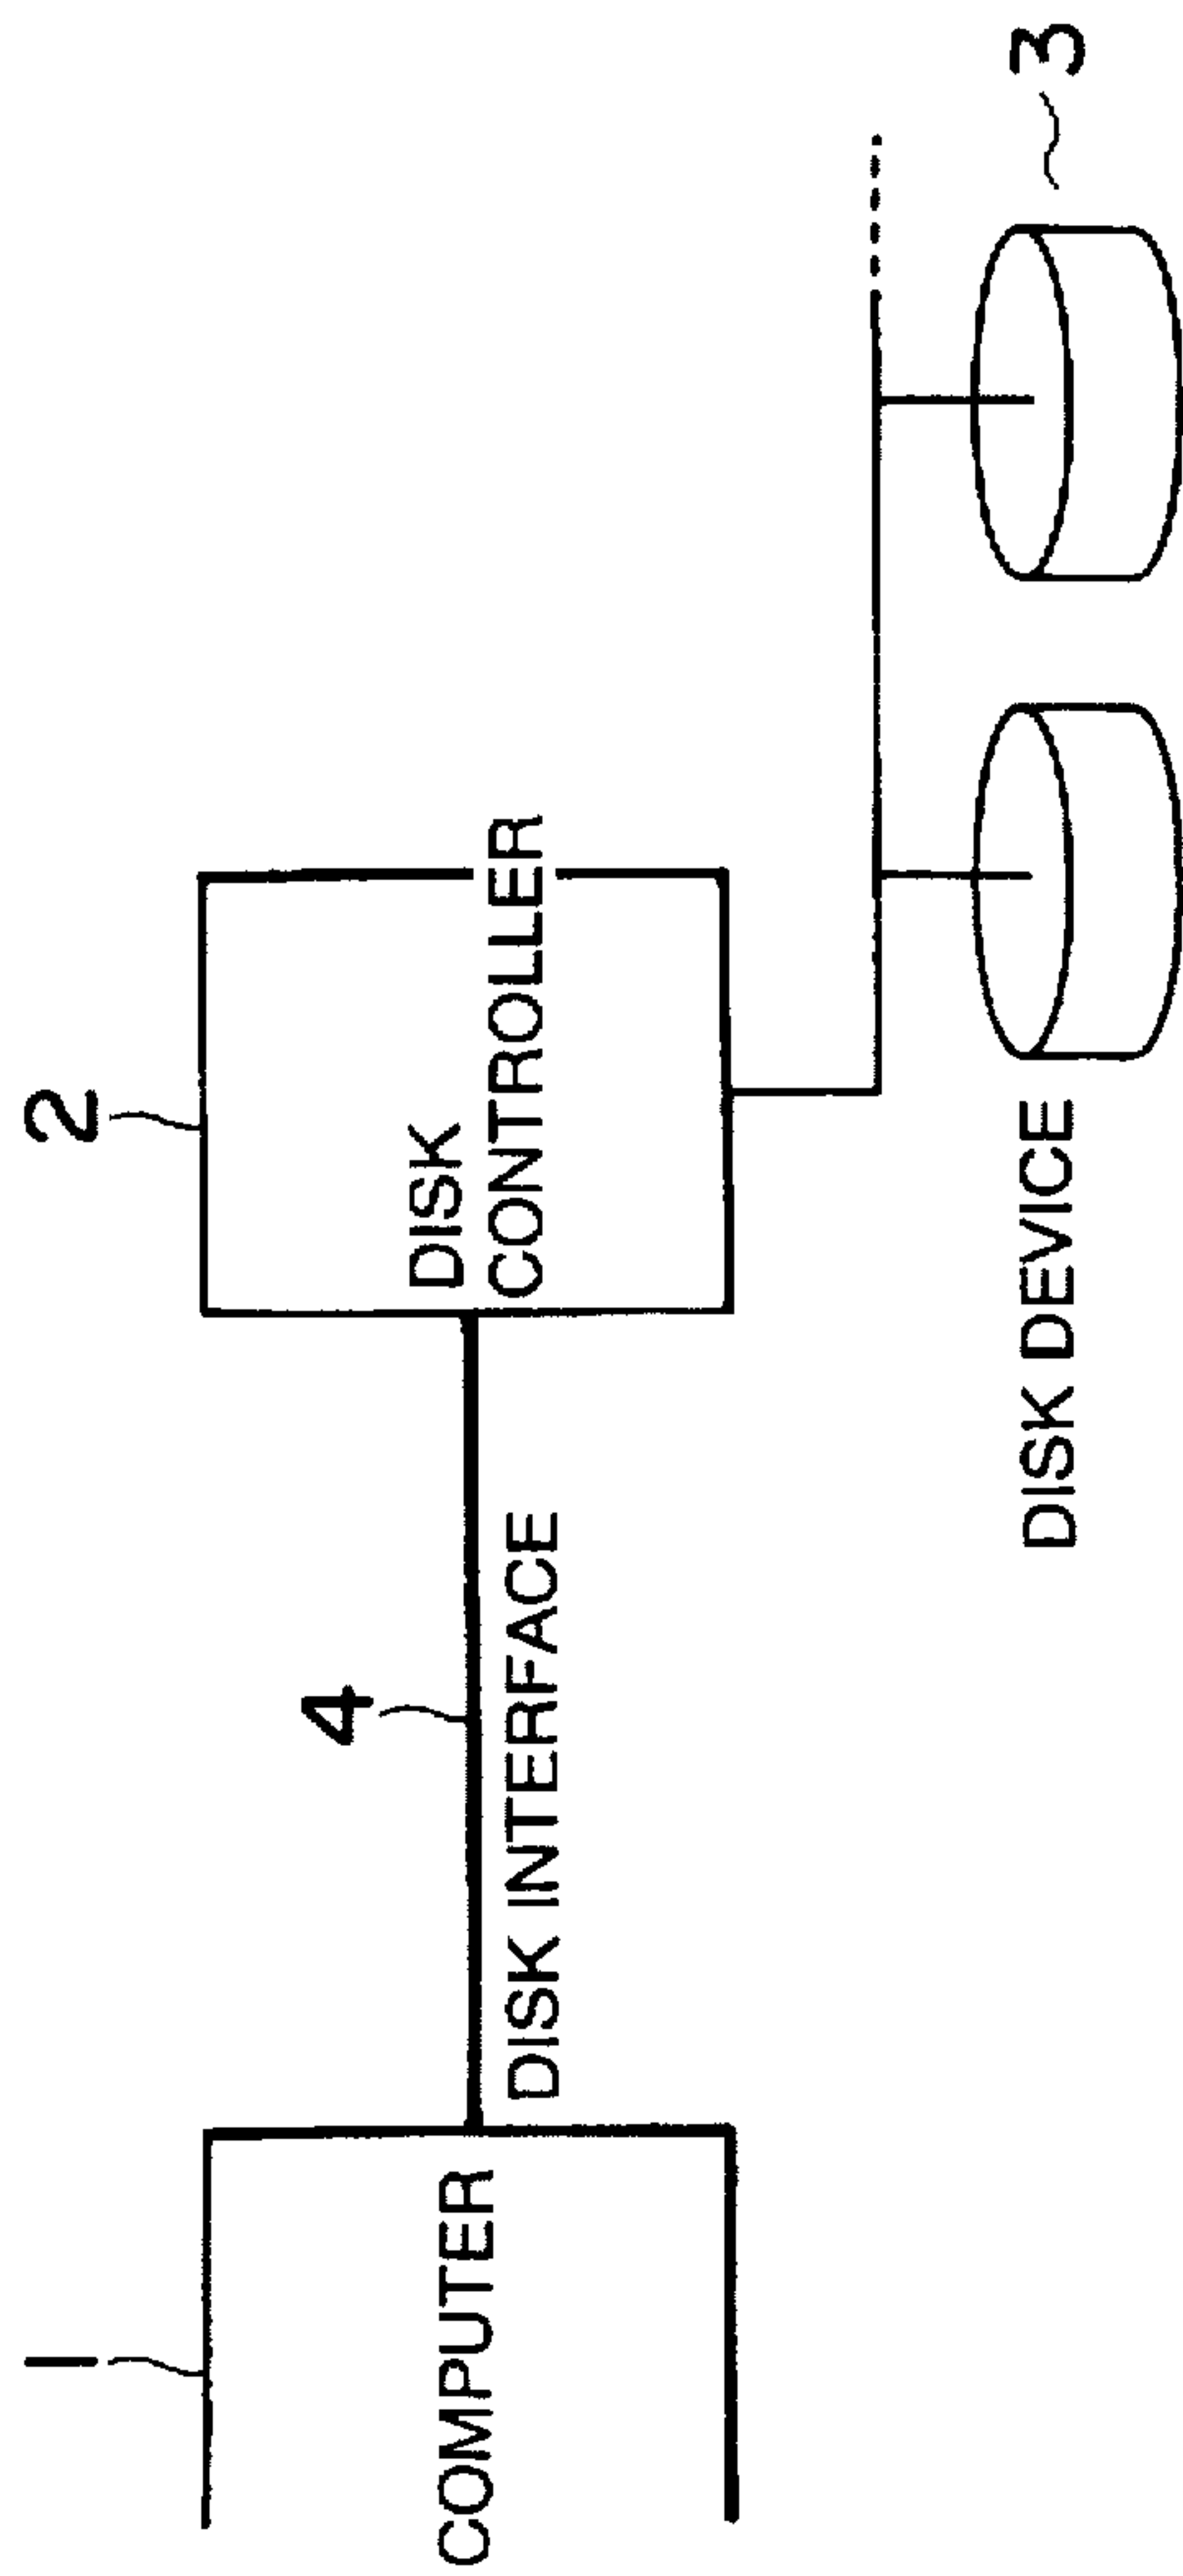 1
COMPUTER
4
DISK INTERFACE
2
DISK
CONTROLLER
DISK DEVICE
3